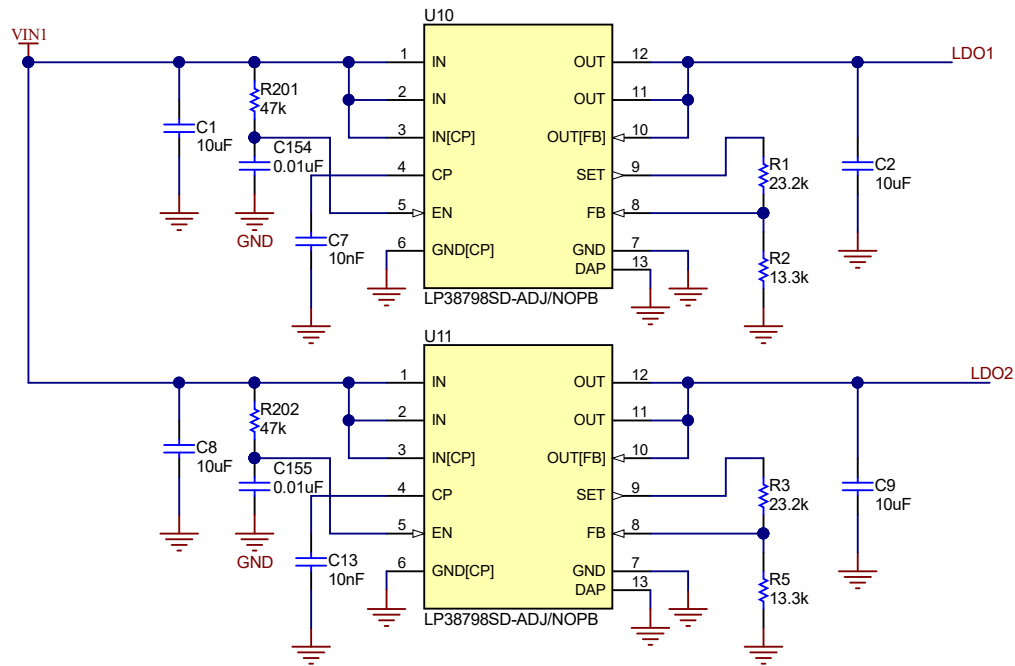 U10
VIN1
1 IN OUT 12 LDO1
2 IN OUT 11
3 IN[CP] OUT[FB] 10
4 CP SET 9
5 EN FB 8
6 GND[CP] GND 7
DAP 13
LP38798SD-ADJ/NOPB
R201
47k
C1
10uF
C154
0.01uF
GND
C7
10nF
R1
23.2k
R2
13.3k
C2
10uF
U11
1 IN OUT 12 LDO2
2 IN OUT 11
3 IN[CP] OUT[FB] 10
4 CP SET 9
5 EN FB 8
6 GND[CP] GND 7
DAP 13
LP38798SD-ADJ/NOPB
R202
47k
C8
10uF
C155
0.01uF
GND
C13
10nF
R3
23.2k
R5
13.3k
C9
10uF